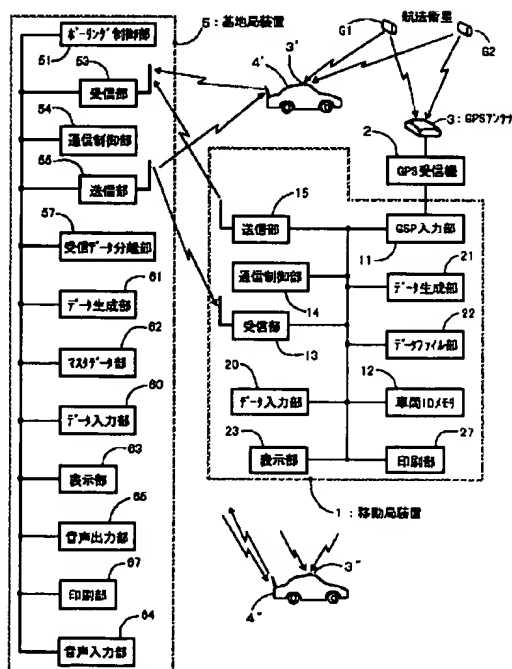 5:基地局装置
ポーリング制御部
51
53
受信部
54
通信制御部
55
送信部
57
受信データ分離部
61
データ生成部
62
マスタデータ部
60
データ入力部
63
表示部
65
音声出力部
67
印刷部
64
音声入力部
航法衛星
G1
G2
3'
4'
3:GPSアンテナ
2
GPS受信機
15
送信部
GSP入力部
11
通信制御部
14
21
データ生成部
22
データファイル部
受信部
13
20
データ入力部
12
車両IDメモリ
23
表示部
27
印刷部
1:移動局装置
3"
4"